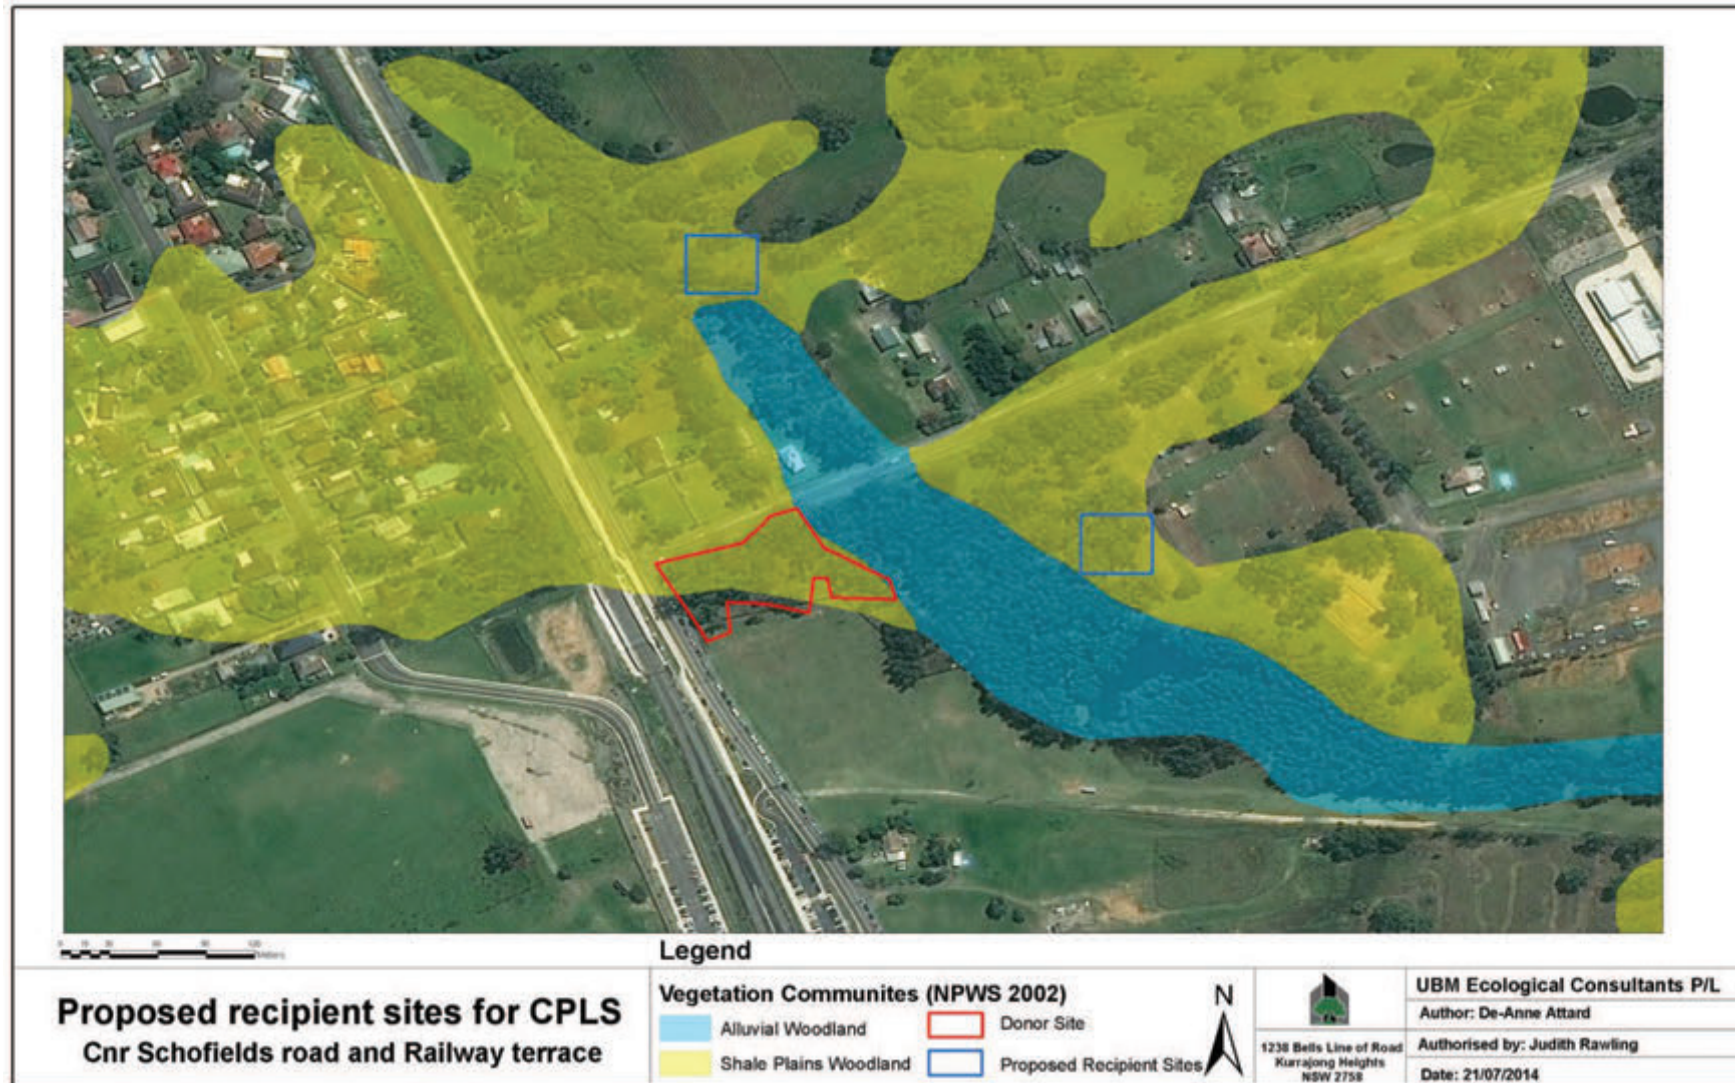 Legend
Proposed recipient sites for CPLS
Cnr Schofields road and Railway terrace
Vegetation Communites (NPWS 2002)
Alluvial Woodland
Shale Plains Woodland
Donor Site
Proposed Recipient Sites
N
1238 Bells Line of Road
Kurrajong Heights
NSW 2758
UBM Ecological Consultants P/L
Author: De-Anne Attard
Authorised by: Judith Rawling
Date: 21/07/2014